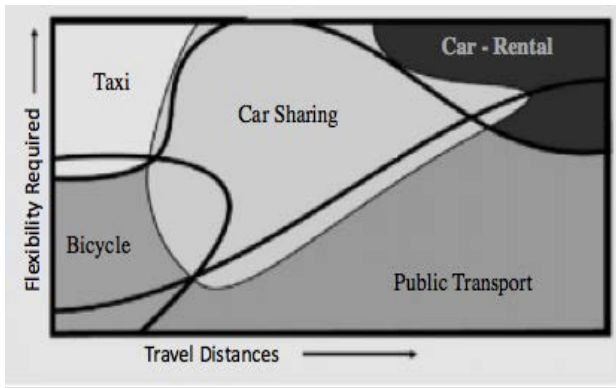 Car - Rental
Taxi
Car Sharing
Flexibility Required
Bicycle
Public Transport
Travel Distances